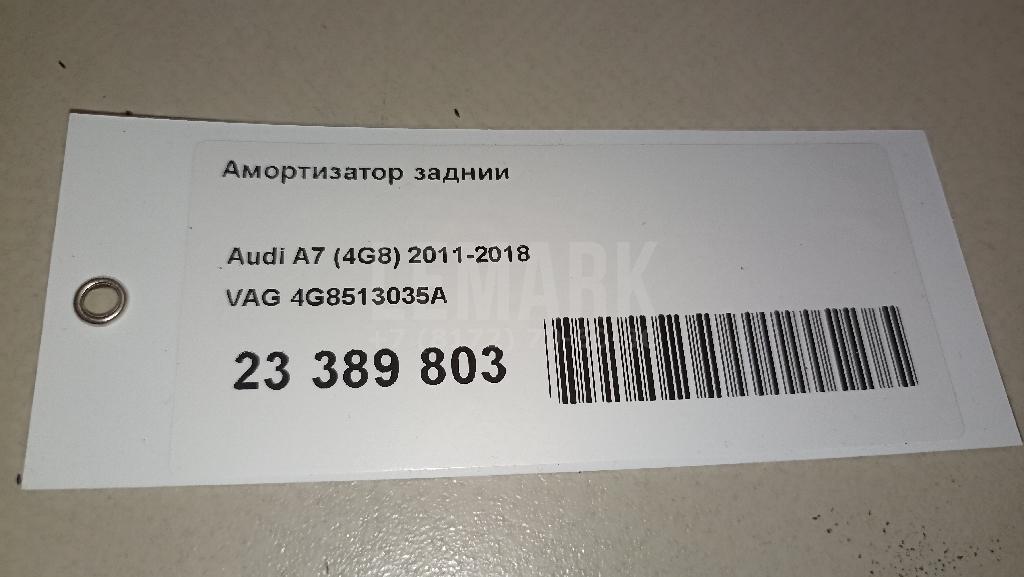 Амортизатор заднии
Audi A7 (4G8) 2011-2018
LEMARK
VAG 4G8513035A
23 389 803